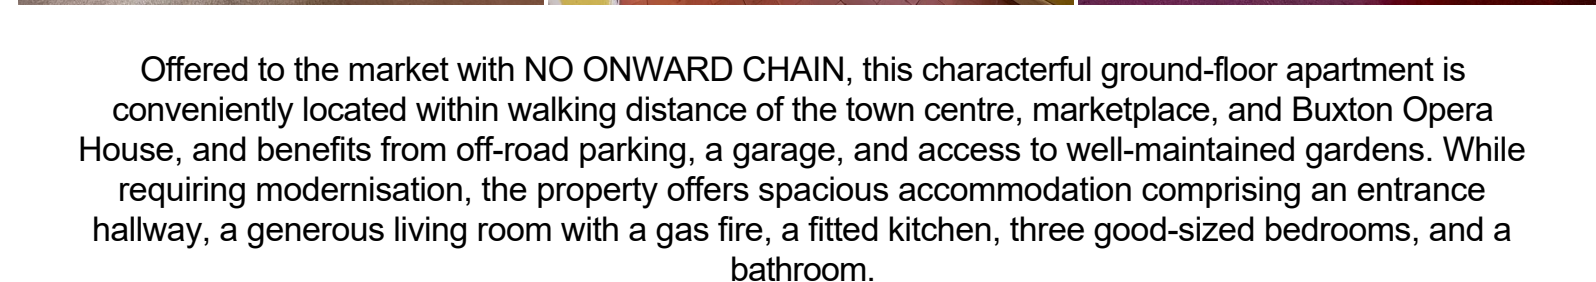 Offered to the market with NO ONWARD CHAIN, this characterful ground-floor apartment is
conveniently located within walking distance of the town centre, marketplace, and Buxton Opera
House, and benefits from off-road parking, a garage, and access to well-maintained gardens. While
requiring modernisation, the property offers spacious accommodation comprising an entrance
hallway, a generous living room with a gas fire, a fitted kitchen, three good-sized bedrooms, and a
bathroom.